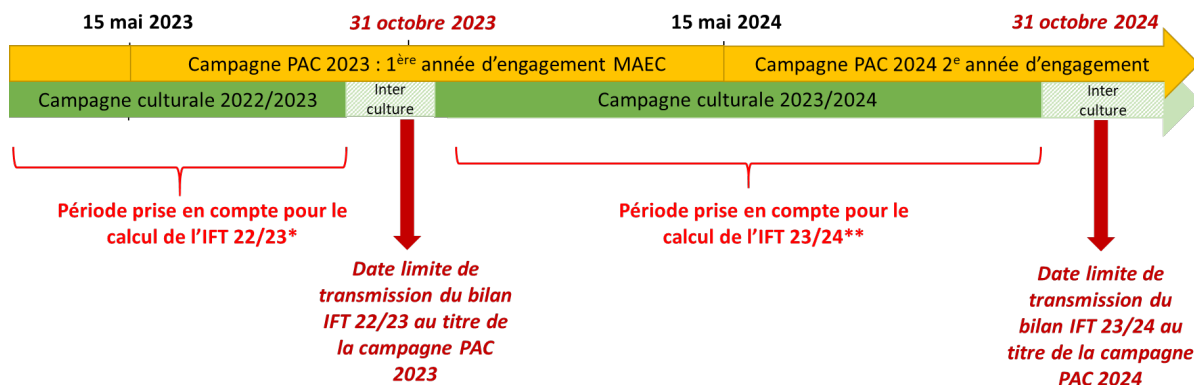 15 mai 2023
31 octobre 2023
15 mai 2024
31 octobre 2024
Campagne PAC 2023 : 1ère année d’engagement MAEC
Campagne PAC 2024 2e année d’engagement
Campagne culturale 2022/2023
Inter
culture
Campagne culturale 2023/2024
Inter
culture
Période prise en compte pour le
calcul de l’IFT 22/23*
Période prise en compte pour le
calcul de l’IFT 23/24**
Date limite de
transmission du bilan
IFT 22/23 au titre de
la campagne PAC
2023
Date limite de
transmission du
bilan IFT 23/24 au
titre de la campagne
PAC 2024